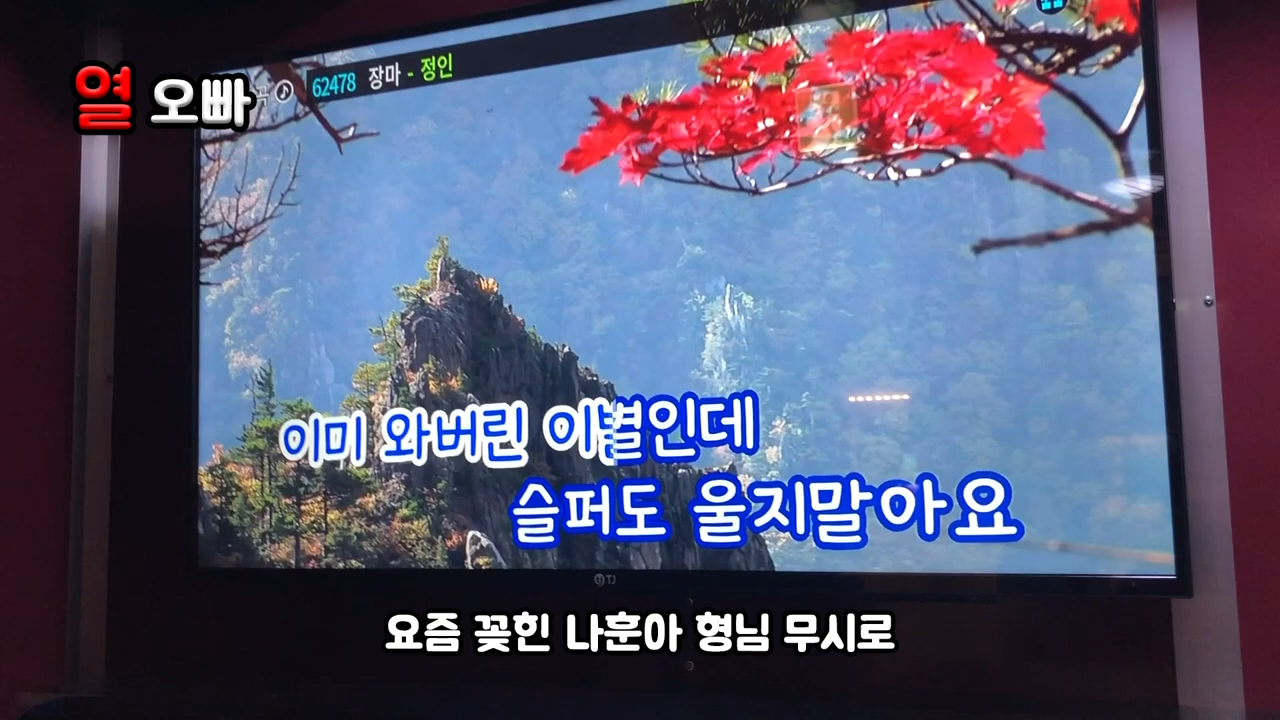 열 오빠
62478 장마 - 정인
이미 와버린 이별인데
슬퍼도 울지말아요
TJ
요즘 꽂힌 나훈아 형님 무시로